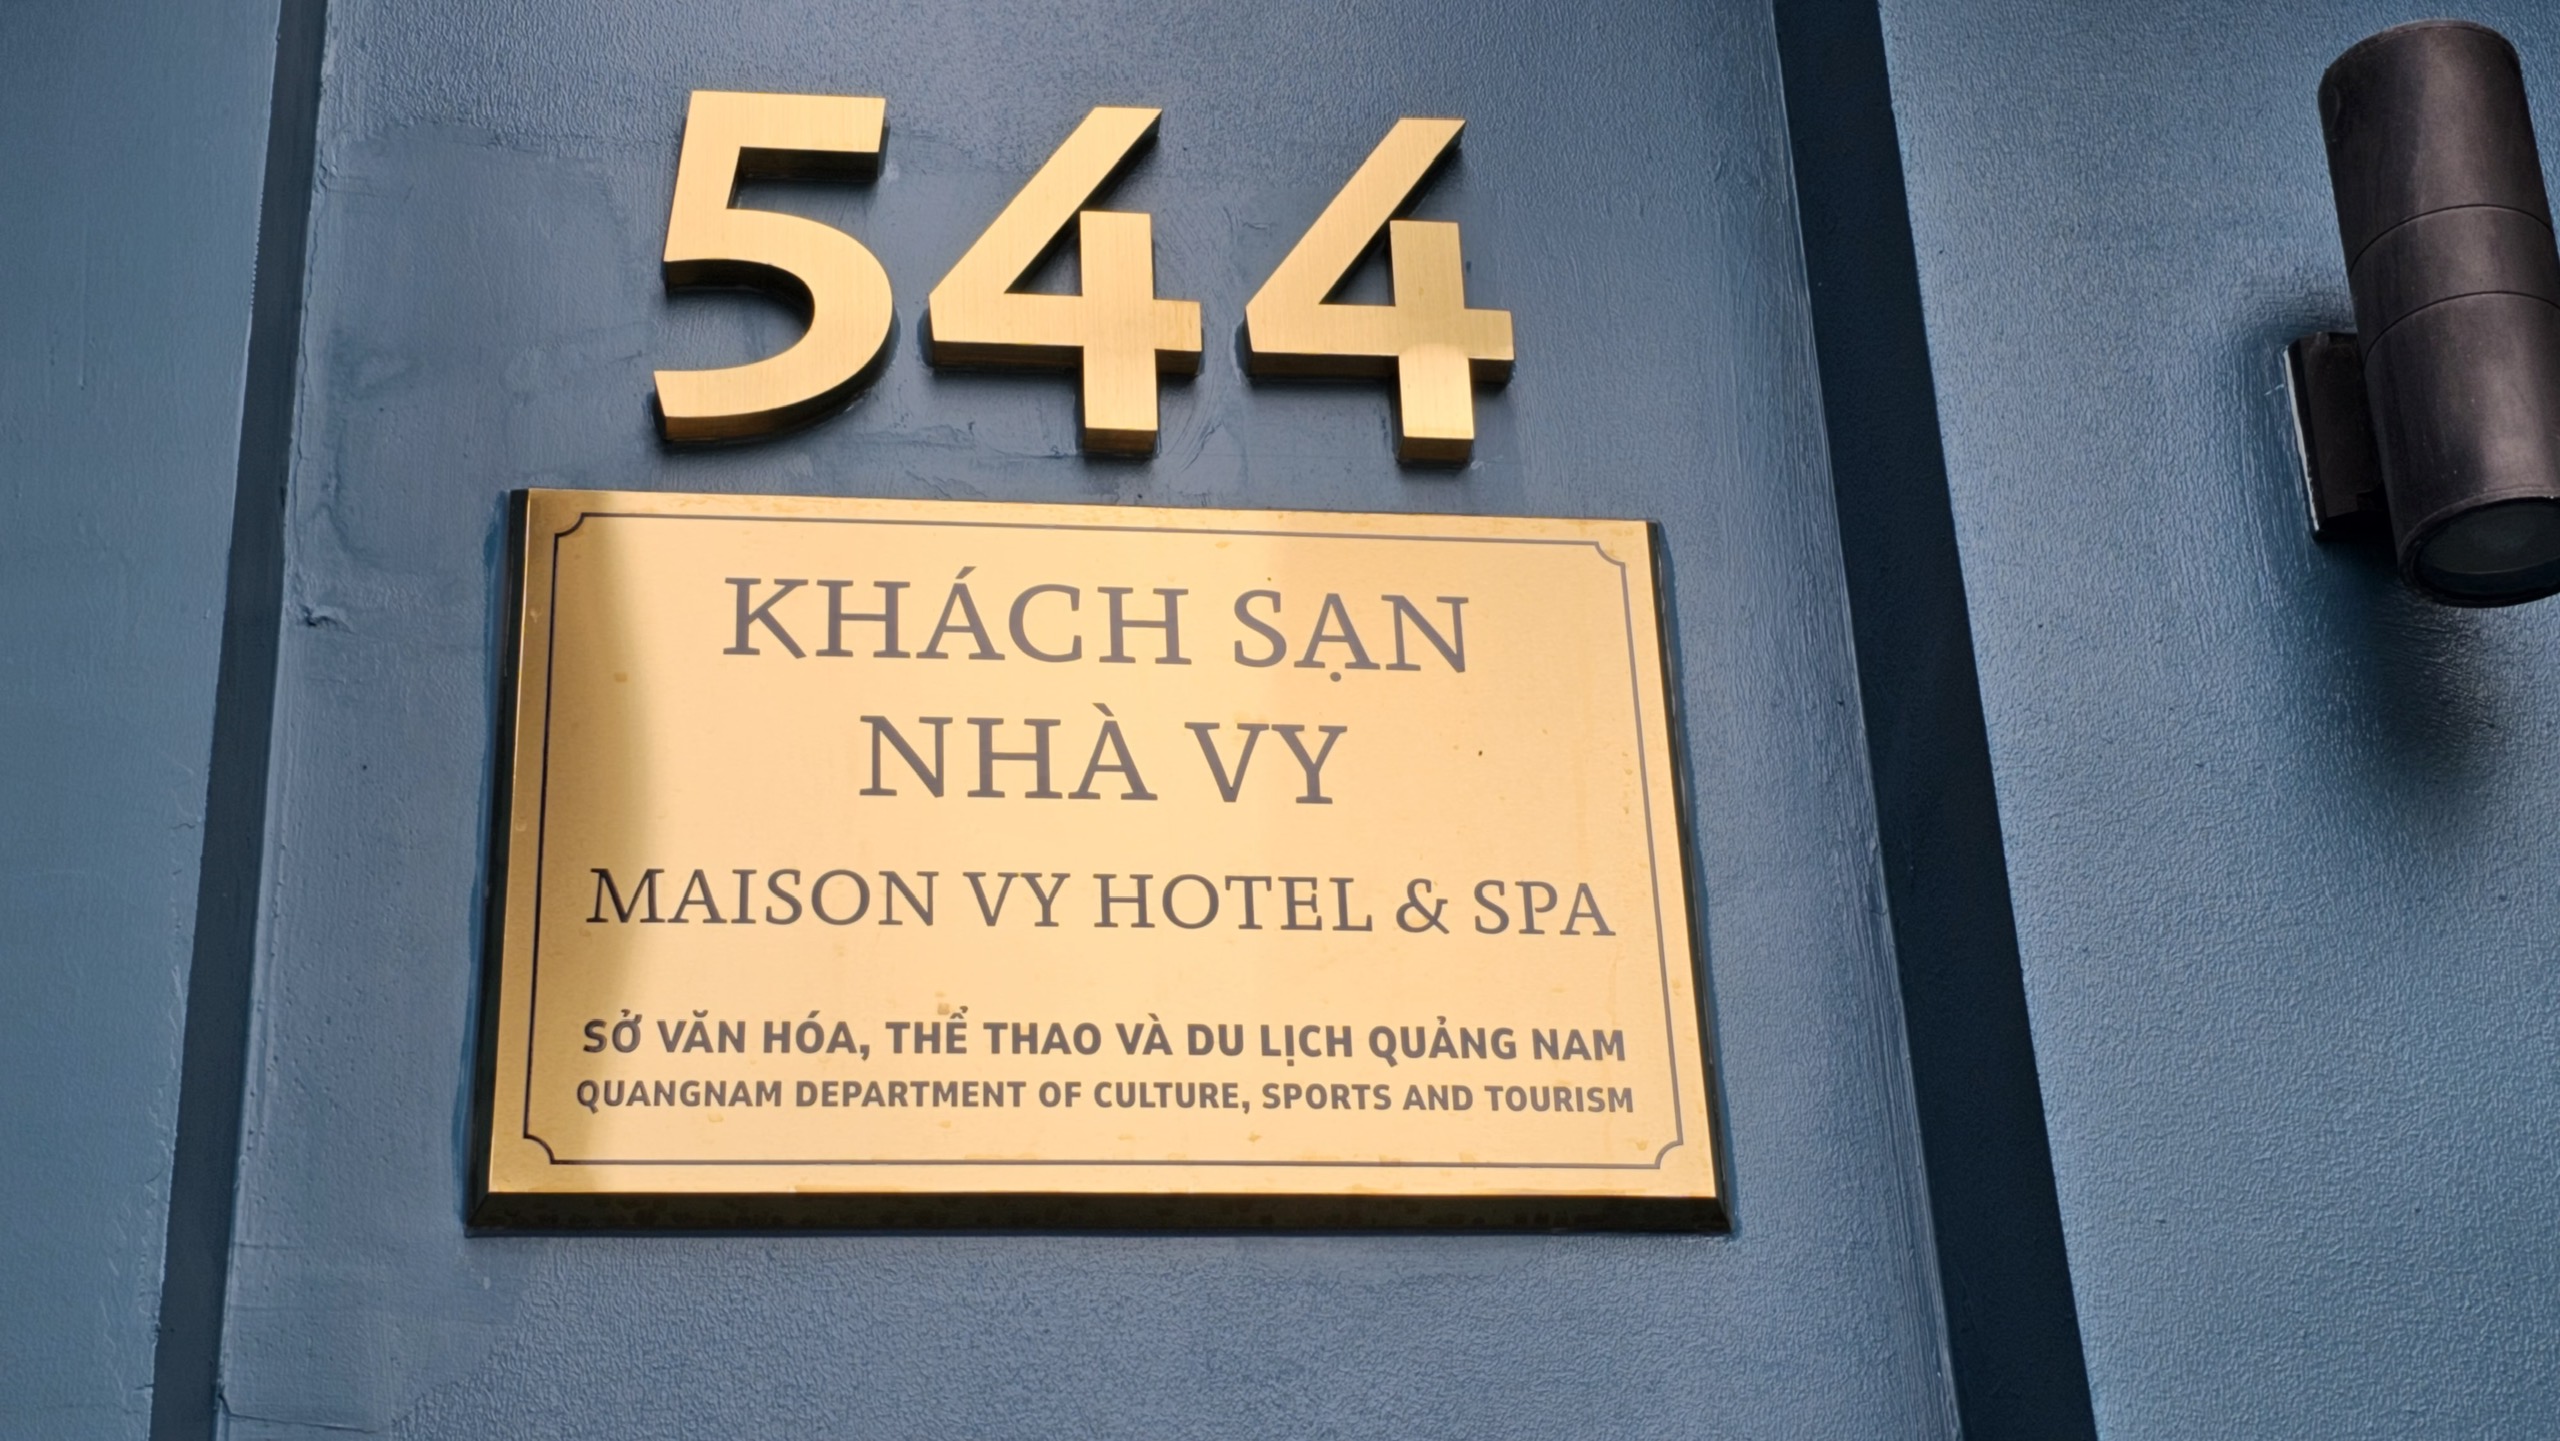 544
KHÁCH SẠN
NHÀ VY
MAISON VY HOTEL & SPA
SỞ VĂN HÓA, THỂ THAO VÀ DU LỊCH QUẢNG NAM
QUANGNAM DEPARTMENT OF CULTURE, SPORTS AND TOURISM